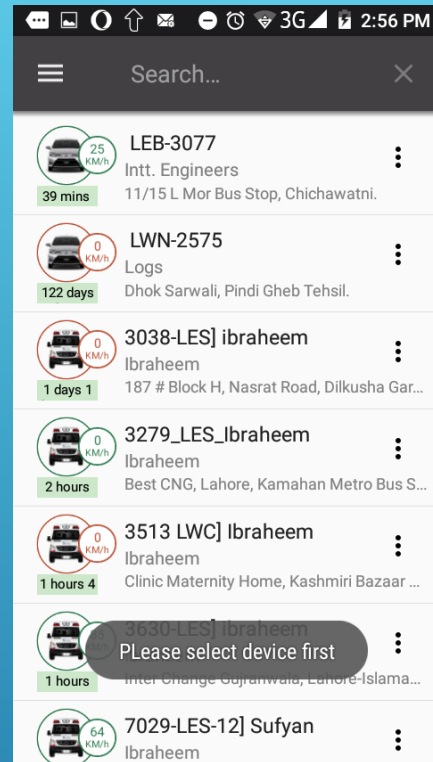 3G 2:56 PM
Search...
25
KM/h
LEB-3077
Intt. Engineers
39 mins
11/15 L Mor Bus Stop, Chichawatni.
0
KM/h
LWN-2575
Logs
122 days
Dhok Sarwali, Pindi Gheb Tehsil.
0
KM/h
3038-LES] ibraheem
Ibraheem
1 days 1
187 # Block H, Nasrat Road, Dilkusha Gar...
0
KM/h
3279_LES_Ibraheem
Ibraheem
2 hours
Best CNG, Lahore, Kamahan Metro Bus S...
0
KM/h
3513 LWC] Ibraheem
Ibraheem
1 hours 4
Clinic Maternity Home, Kashmiri Bazaar ...
3630-LES] ibraheem
PLease select device first
1 hours
Inter Change Gujranwala, Lahore-Islama...
64
KM/h
7029-LES-12] Sufyan
Ibraheem